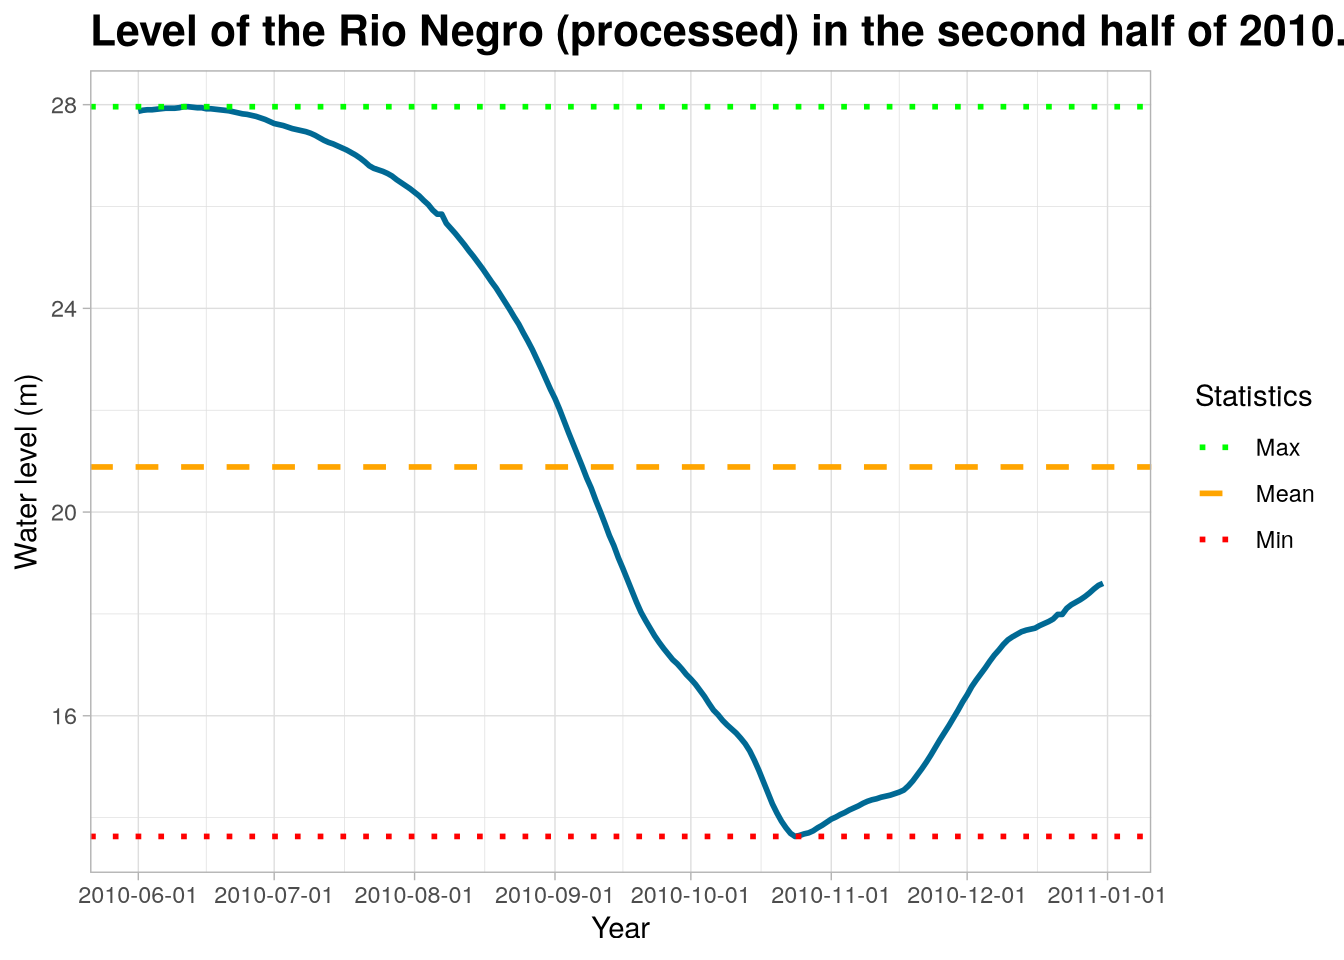 Level of the Rio Negro (processed) in the second half of 2010.
28
24
20
16
Water level (m)
2010-06-01 2010-07-01 2010-08-01 2010-09-01 2010-10-01 2010-11-01 2010-12-01 2011-01-01
Year
Statistics
Max
Mean
Min